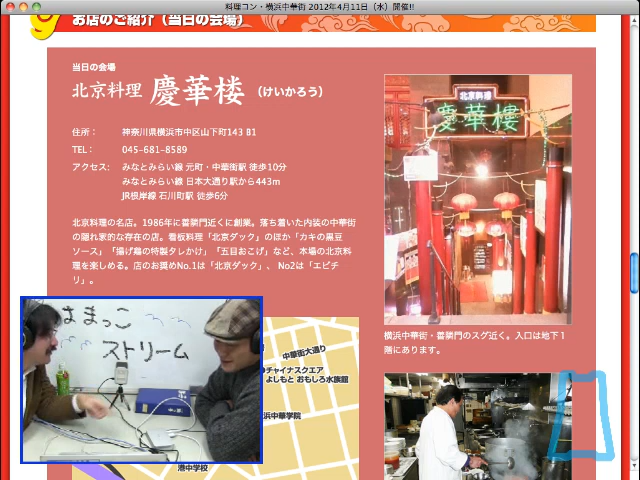 料理コン・横浜中華街 2012年4月11日（水）開催!!
お店のご紹介（当日の会場）
当日の会場
北京料理 慶華楼（けいかろう）
住所： 神奈川県横浜市中区山下町143 B1
TEL： 045-681-8589
アクセス: みなとみらい線 元町・中華街駅 徒歩10分
みなとみらい線 日本大通り駅から443m
JR根岸線 石川町駅 徒歩6分
北京料理の名店。1986年に善隣門近くに創業。落ち着いた内装の中華街
の隠れ家的な存在の店。看板料理「北京ダック」のほか「カキの黒豆
ソース」「揚げ鶏の特製タレかけ」「五目おこげ」など、本場の北京料
理を楽しめる。店のお奨めNo.1は「北京ダック」、 No2は「エビチ
リ」。
北京料理
慶華楼
横浜中華街・善隣門のスグ近く。入口は地下１
階にあります。
はまっこ
ストリーム
中華街大通り
チャイナスクエア
よしもと おもしろ水族館
浜中華学院
港中学校